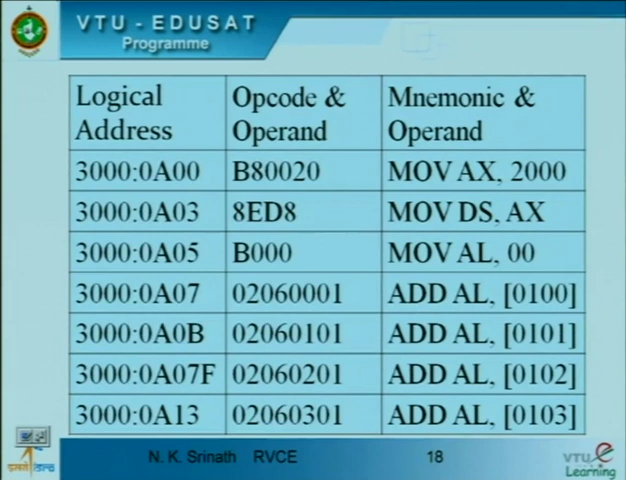 VTU - EDUSAT
Programme
Logical Address Opcode & Operand Mnemonic & Operand
3000:0A00 B80020 MOV AX, 2000
3000:0A03 8ED8 MOV DS, AX
3000:0A05 B000 MOV AL, 00
3000:0A07 02060001 ADD AL, [0100]
3000:0A0B 02060101 ADD AL, [0101]
3000:0A07F 02060201 ADD AL, [0102]
3000:0A13 02060301 ADD AL, [0103]
N. K. Srinath RVCE 18
VTU
Learning